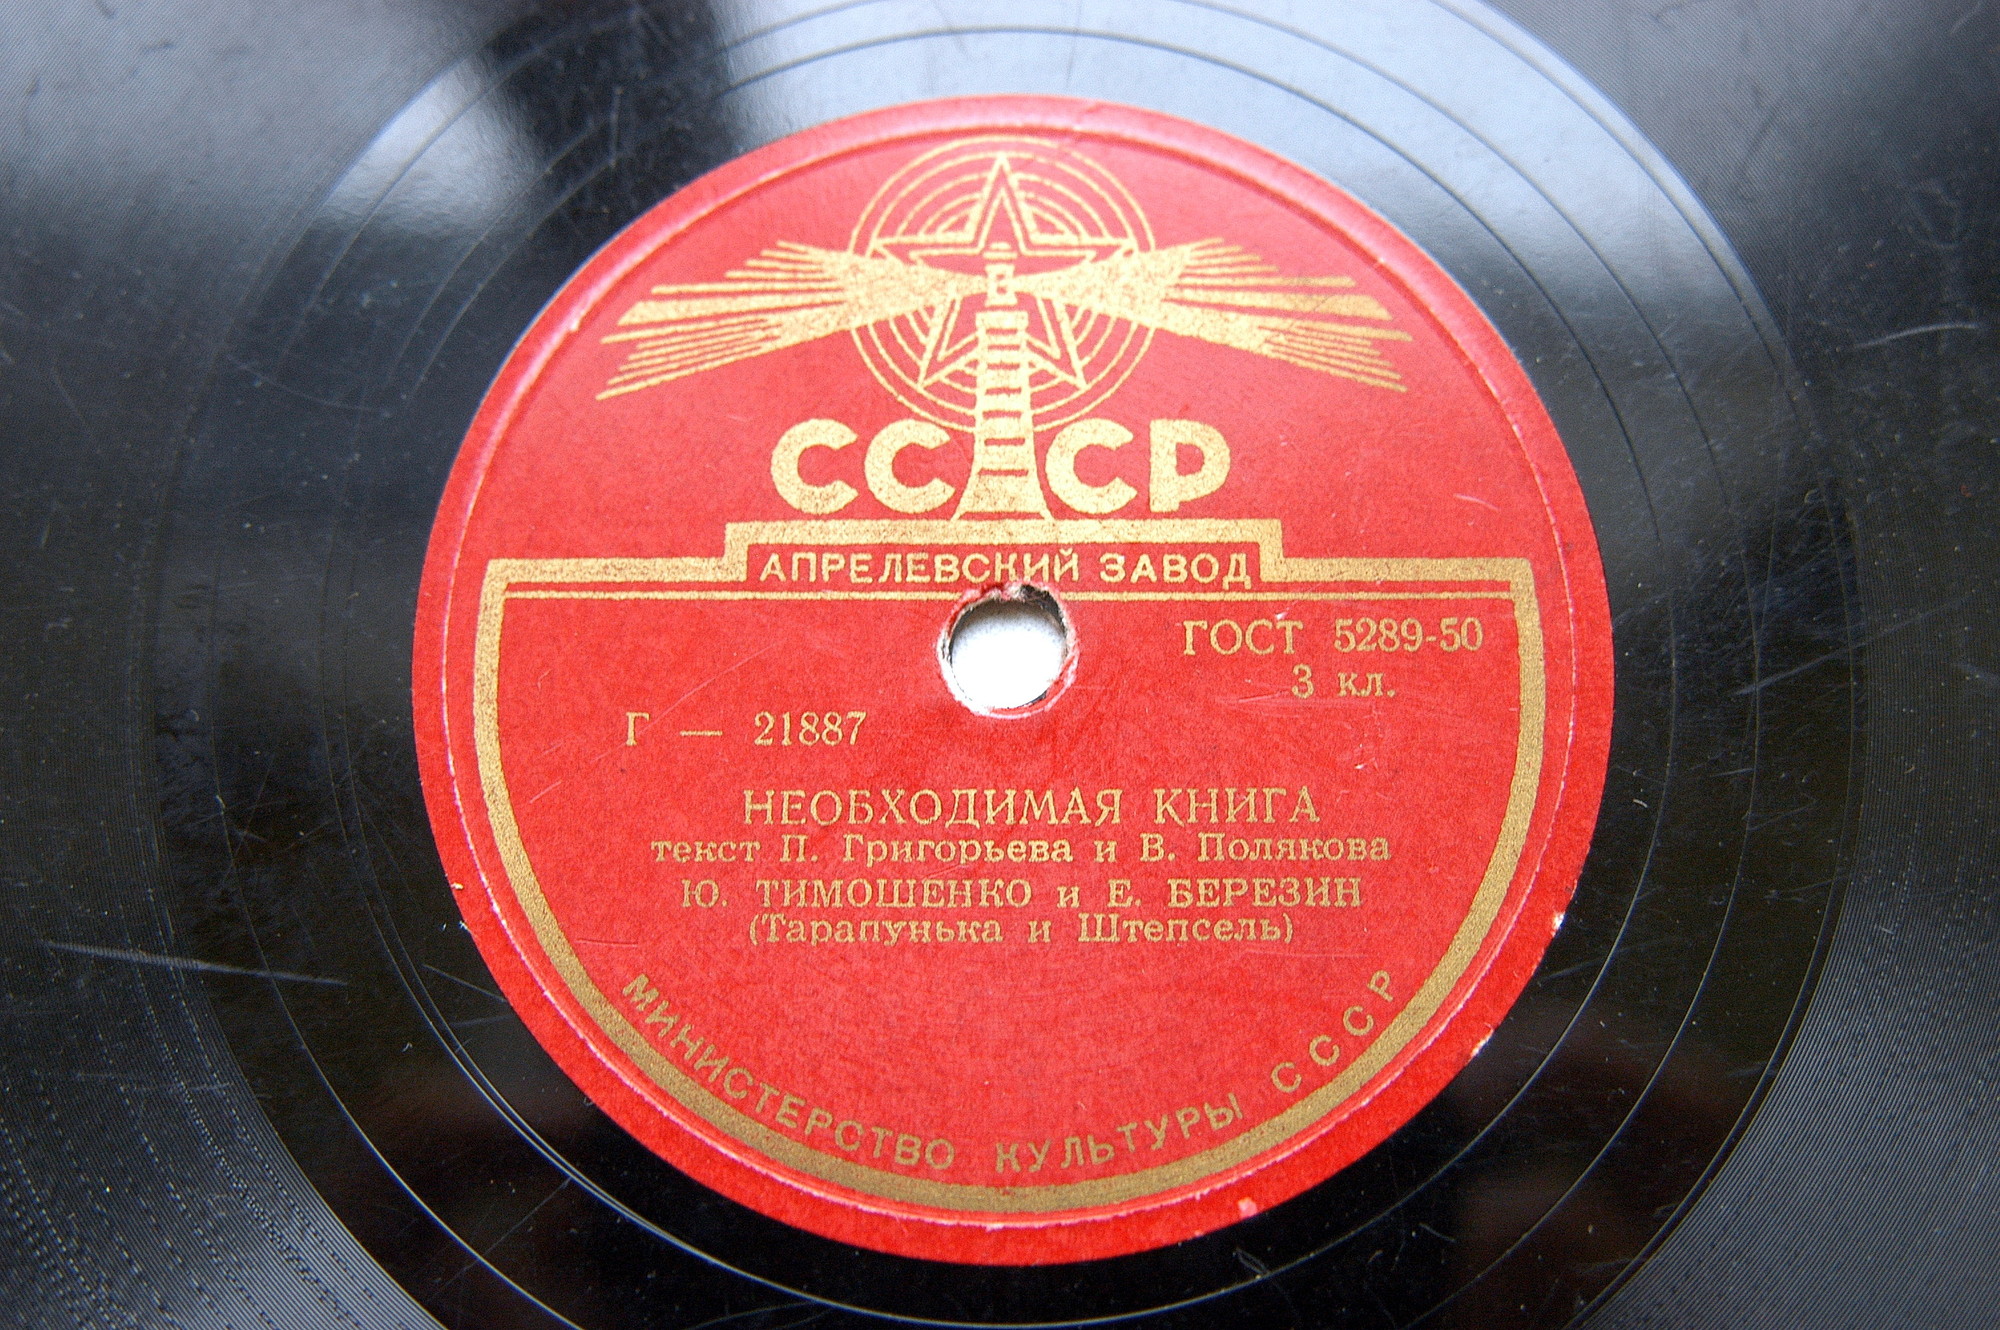 СССР
АПРЕЛЕВСКИЙ ЗАВОД
ГОСТ 5289-50
3 кл.
Г — 21887
НЕОБХОДИМАЯ КНИГА
текст П. Григорьева и В. Полякова
Ю. ТИМОШЕНКО и Е. БЕРЕЗИН
(Тарапунька и Штепсель)
МИНИСТЕРСТВО КУЛЬТУРЫ СССР